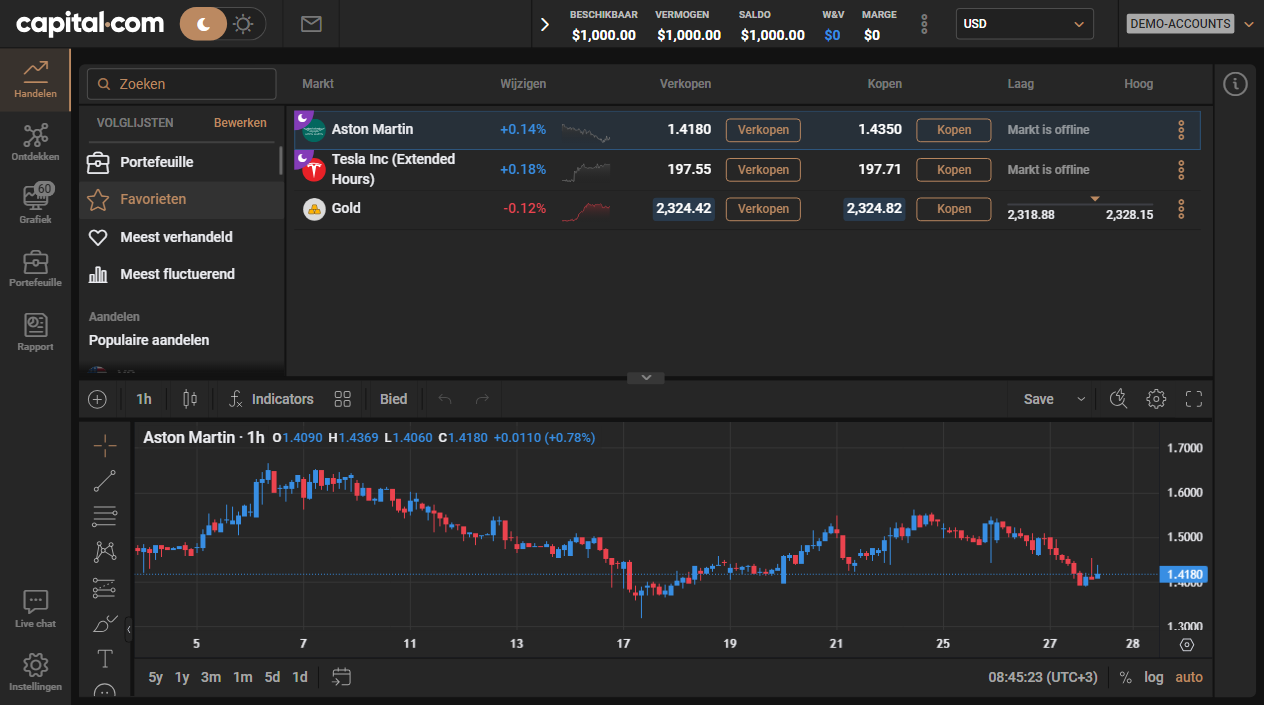 capital.com
BESCHIKBAAR VERMOGEN SALDO W&V MARGE
$1,000.00 $1,000.00 $1,000.00 $0 $0
USD
DEMO-ACCOUNTS
Handelen
Ontdekken
60
Grafiek
Portefeuille
Rapport
Live chat
Instellingen
Zoeken
VOLGLIJSTEN Bewerken
Portefeuille
Favorieten
Meest verhandeld
Meest fluctuerend
Aandelen
Populaire aandelen
Markt Wijzigen Verkopen Kopen Laag Hoog
Aston Martin +0.14% 1.4180 Verkopen 1.4350 Kopen Markt is offline
Tesla Inc (Extended
Hours) +0.18% 197.55 Verkopen 197.71 Kopen Markt is offline
Gold -0.12% 2,324.42 Verkopen 2,324.82 Kopen 2,318.88 2,328.15
1h Indicators Bied Save
Aston Martin · 1h O1.4090 H1.4369 L1.4060 C1.4180 +0.0110 (+0.78%)
1.7000
1.6000
1.5000
1.4180
1.4000
1.3000
5 7 11 13 17 19 21 25 27 28
5y 1y 3m 1m 5d 1d 08:45:23 (UTC+3) % log auto